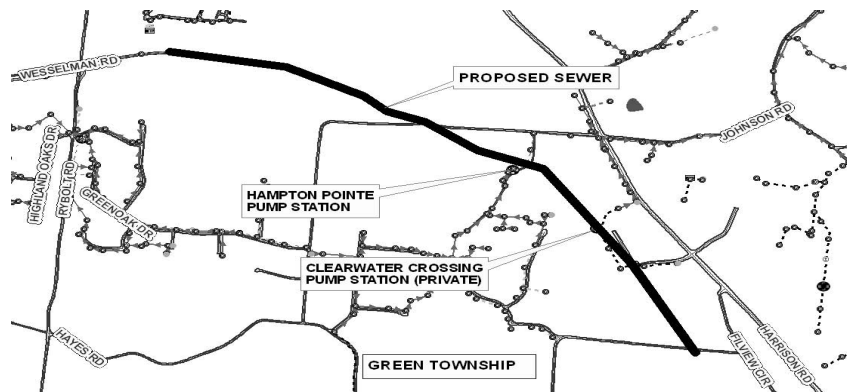 WESSELMAN RD
PROPOSED SEWER
JOHNSON RD
HIGHLAND OAKS DR
RYBOLT RD
GREENOAK DR
HAMPTON POINTE
PUMP STATION
CLEARWATER CROSSING
PUMP STATION (PRIVATE)
HAYES RD
GREEN TOWNSHIP
FILVIEW CIR
HARRISON RD